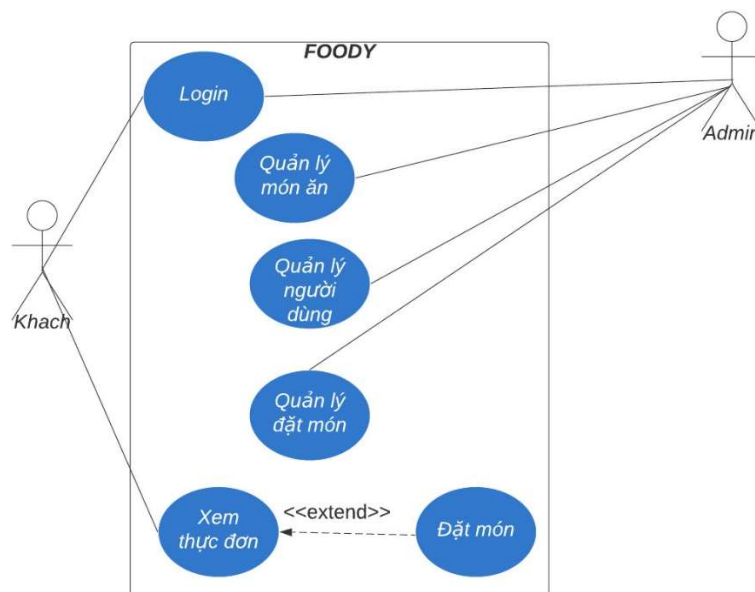 FOODY
Login
Admin
Quản lý
món ăn
Quản lý
người
dùng
Khach
Quản lý
đặt món
Xem
thực đơn
<<extend>>
Đặt món